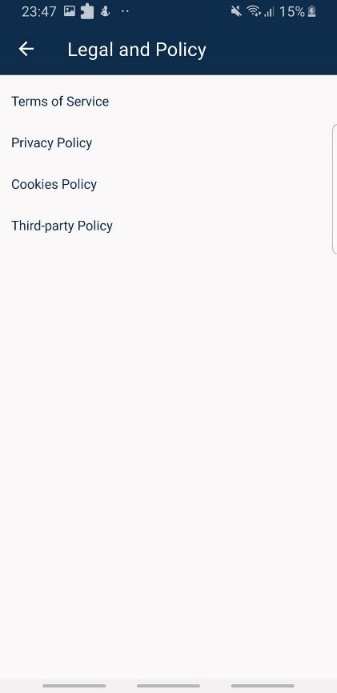 23:47 15%
Legal and Policy
Terms of Service
Privacy Policy
Cookies Policy
Third-party Policy